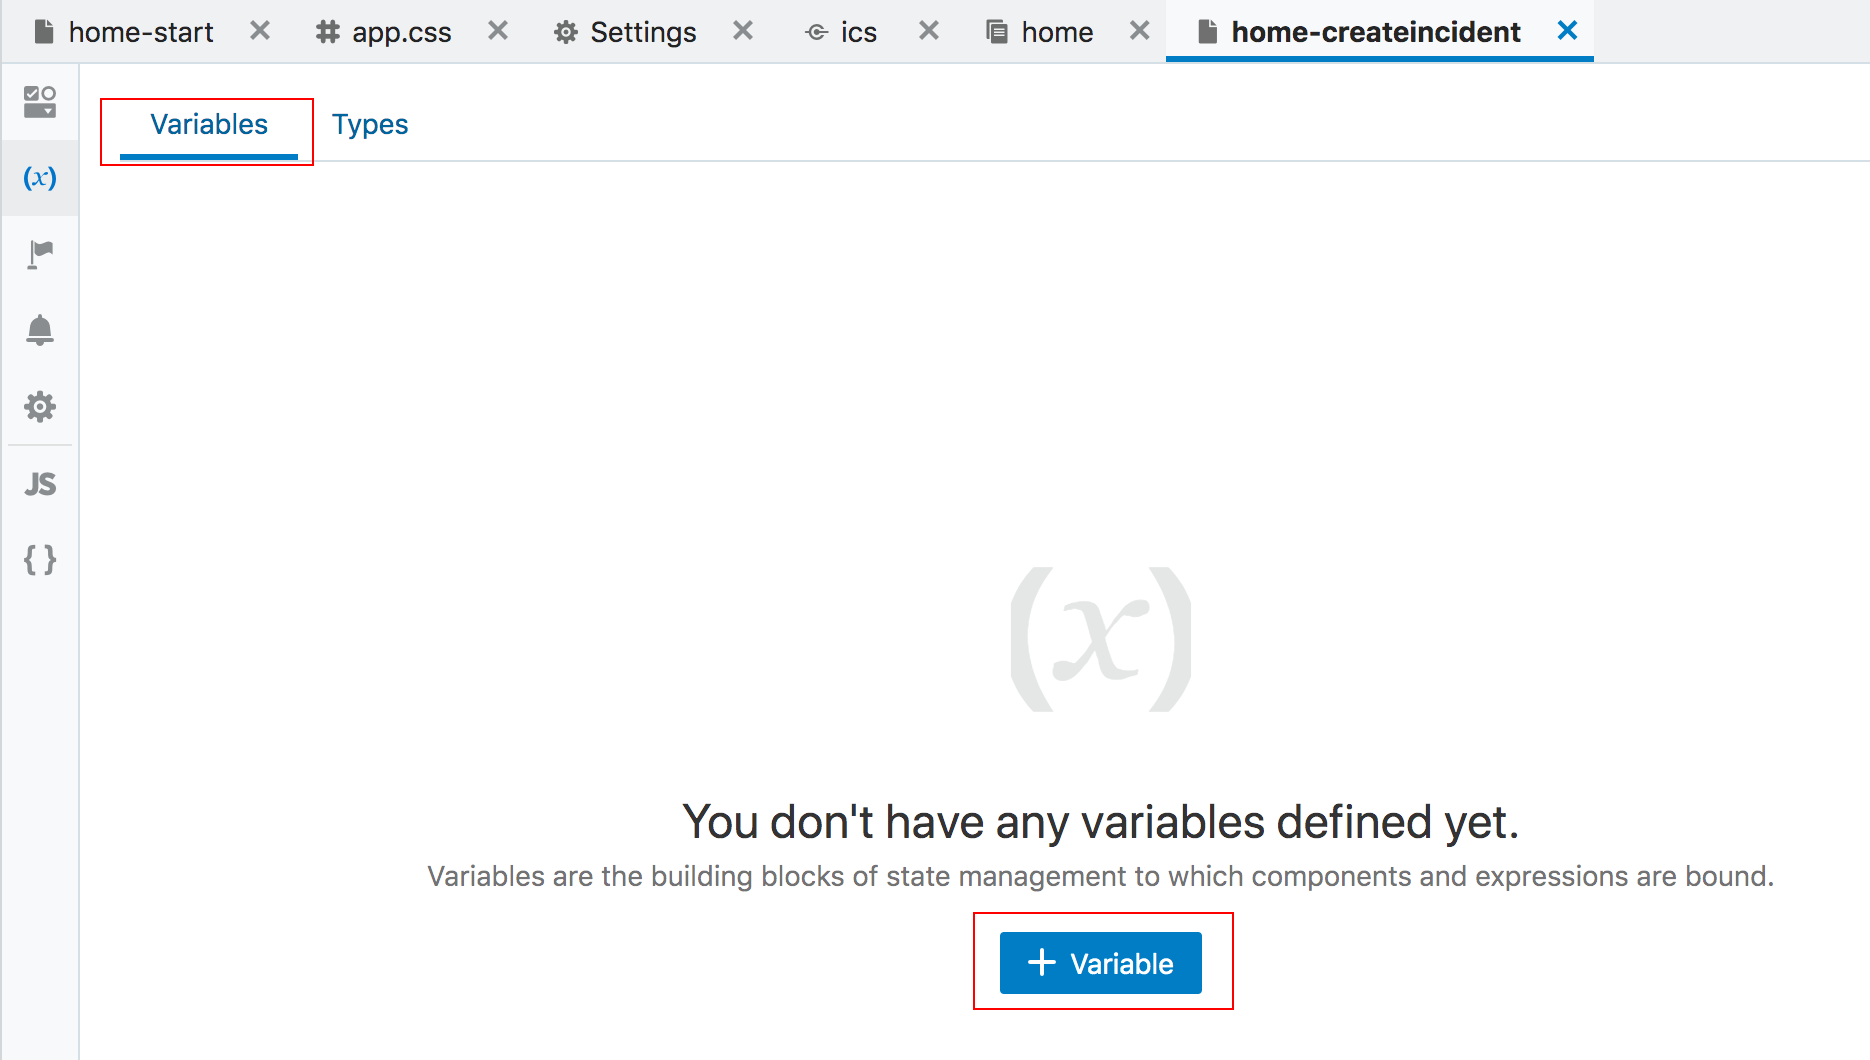 home-start app.css Settings ics home home-createincident
Variables Types
(x)
JS
{ }
(x)
You don't have any variables defined yet.
Variables are the building blocks of state management to which components and expressions are bound.
+ Variable